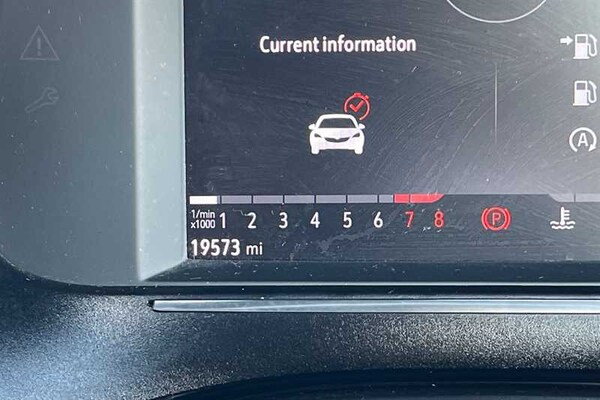 Current information
A
1/min
x1000 1 2 3 4 5 6 7 8 P
19573 mi